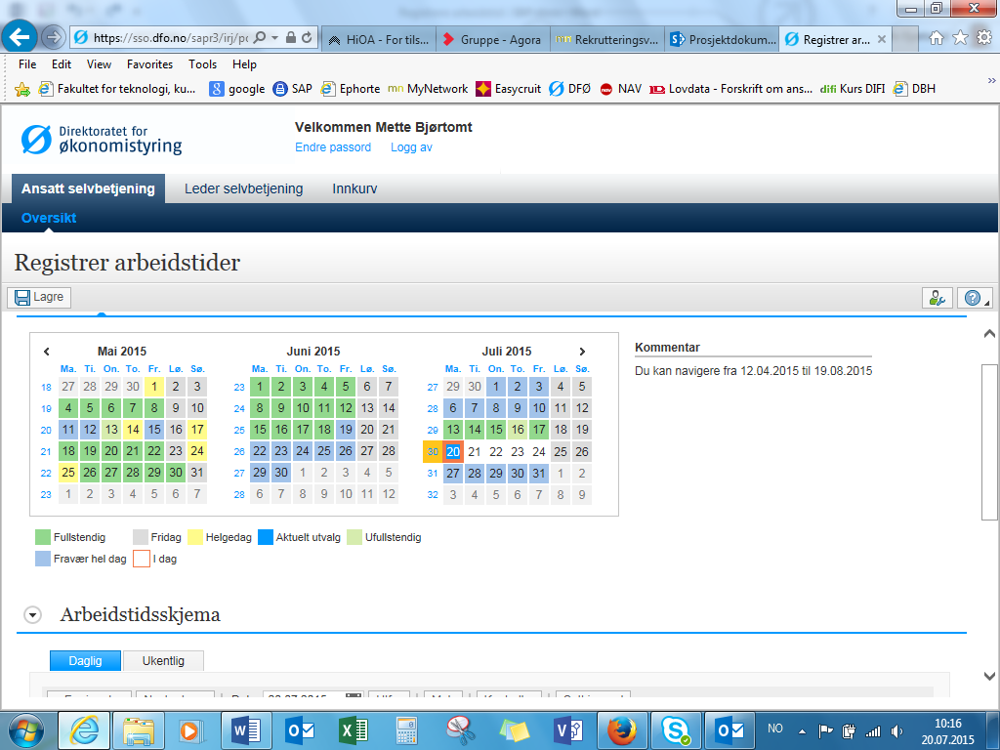 https://sso.dfo.no/sapr3/irj/po
HiOA - For tils...
Gruppe - Agora
Rekrutteringsv...
Prosjektdokum...
Registrer ar...
File Edit View Favorites Tools Help
Fakultet for teknologi, ku... google SAP Ephorte MyNetwork Easycruit DFØ NAV Lovdata - Forskrift om ans... Kurs DIFI DBH
Direktoratet for
økonomistyring
Velkommen Mette Bjørtomt
Endre passord Logg av
Ansatt selvbetjening Leder selvbetjening Innkurv
Oversikt
Registrer arbeidstider
Lagre
Mai 2015
Ma. Ti. On. To. Fr. Lø. Sø.
18 27 28 29 30 1 2 3
19 4 5 6 7 8 9 10
20 11 12 13 14 15 16 17
21 18 19 20 21 22 23 24
22 25 26 27 28 29 30 31
23 1 2 3 4 5 6 7
Juni 2015
Ma. Ti. On. To. Fr. Lø. Sø.
23 1 2 3 4 5 6 7
24 8 9 10 11 12 13 14
25 15 16 17 18 19 20 21
26 22 23 24 25 26 27 28
27 29 30 1 2 3 4 5
28 6 7 8 9 10 11 12
Juli 2015
Ma. Ti. On. To. Fr. Lø. Sø.
27 29 30 1 2 3 4 5
28 6 7 8 9 10 11 12
29 13 14 15 16 17 18 19
30 20 21 22 23 24 25 26
31 27 28 29 30 31 1 2
32 3 4 5 6 7 8 9
Kommentar
Du kan navigere fra 12.04.2015 til 19.08.2015
Fullstendig Fridag Helgedag Aktuelt utvalg Ufullstendig
Fravær hel dag I dag
Arbeidstidsskjema
Daglig Ukentlig
NO
10:16
20.07.2015